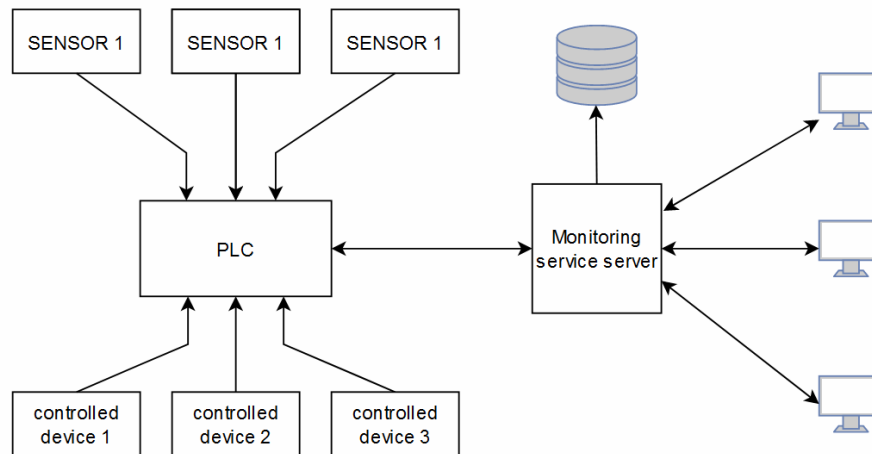 SENSOR 1
SENSOR 1
SENSOR 1
PLC
Monitoring
service server
controlled
device 1
controlled
device 2
controlled
device 3